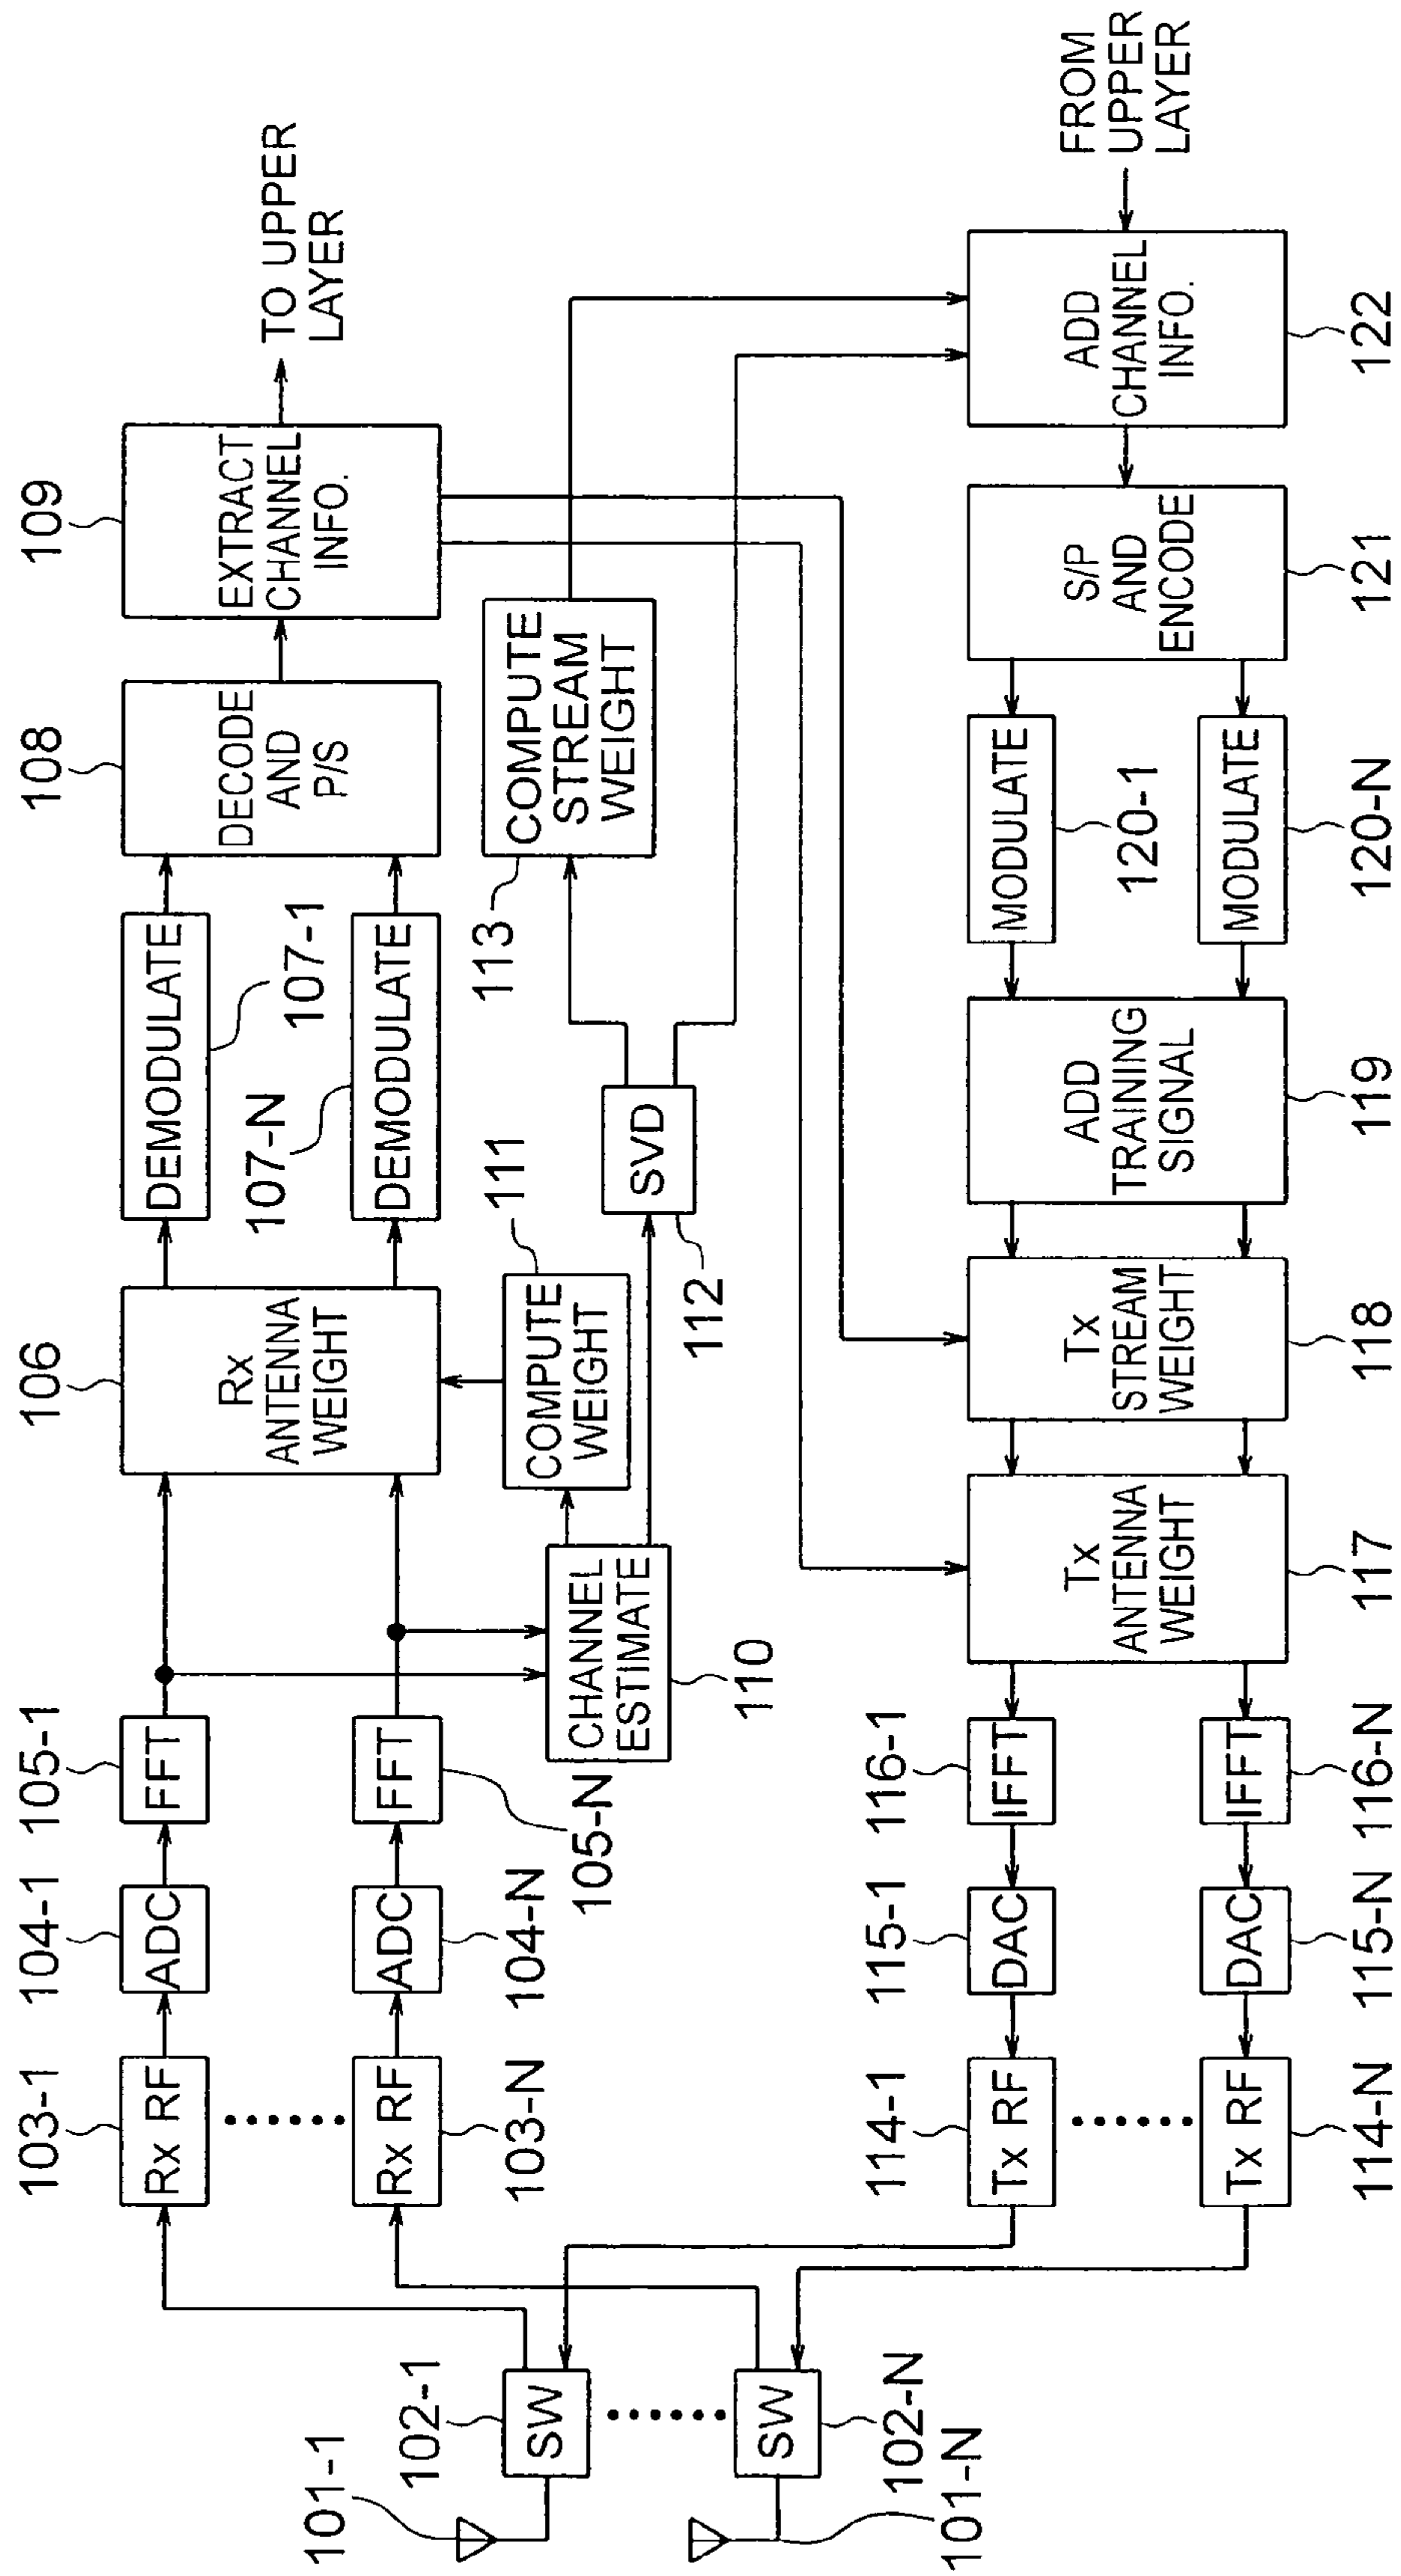 103-1
104-1
105-1
106
108
109
Rx RF
ADC
FFT
Rx
ANTENNA
WEIGHT
DEMODULATE
DECODE
AND
P/S
EXTRACT
CHANNEL
INFO.
TO UPPER
LAYER
107-1
107-N
Rx RF
ADC
FFT
DEMODULATE
103-N
104-N
105-N
111
113
COMPUTE
WEIGHT
COMPUTE
STREAM
WEIGHT
CHANNEL
ESTIMATE
110
SVD
112
101-1
102-1
SW
SW
102-N
101-N
114-1
115-1
116-1
Tx RF
DAC
IFFT
Tx
ANTENNA
WEIGHT
Tx
STREAM
WEIGHT
ADD
TRAINING
SIGNAL
MODULATE
120-1
S/P
AND
ENCODE
ADD
CHANNEL
INFO.
FROM
UPPER
LAYER
Tx RF
DAC
IFFT
MODULATE
114-N
115-N
116-N
117
118
119
120-N
121
122